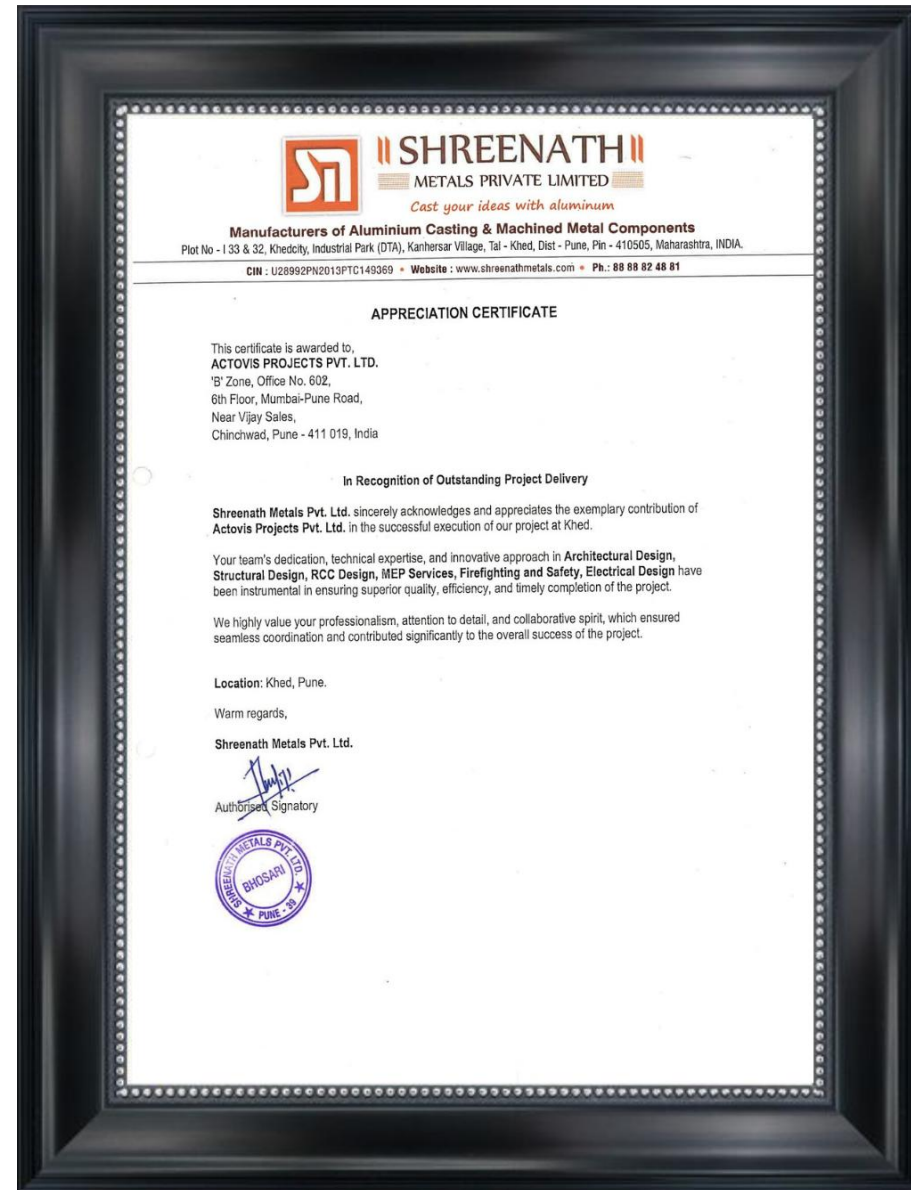 SN
|| SHREENATH ||
METALS PRIVATE LIMITED
Cast your ideas with aluminum
Manufacturers of Aluminium Casting & Machined Metal Components
Plot No - I 33 & 32, Khedcity, Industrial Park (DTA), Kanhersar Village, Tal - Khed, Dist - Pune, Pin - 410505, Maharashtra, INDIA.
CIN : U28992PN2013PTC149369 • Website : www.shreenathmetals.com • Ph.: 88 88 82 48 81
APPRECIATION CERTIFICATE
This certificate is awarded to,
ACTOVIS PROJECTS PVT. LTD.
'B' Zone, Office No. 602,
6th Floor, Mumbai-Pune Road,
Near Vijay Sales,
Chinchwad, Pune - 411 019, India
In Recognition of Outstanding Project Delivery
Shreenath Metals Pvt. Ltd. sincerely acknowledges and appreciates the exemplary contribution of
Actovis Projects Pvt. Ltd. in the successful execution of our project at Khed.
Your team's dedication, technical expertise, and innovative approach in Architectural Design,
Structural Design, RCC Design, MEP Services, Firefighting and Safety, Electrical Design have
been instrumental in ensuring superior quality, efficiency, and timely completion of the project.
We highly value your professionalism, attention to detail, and collaborative spirit, which ensured
seamless coordination and contributed significantly to the overall success of the project.
Location: Khed, Pune.
Warm regards,
Shreenath Metals Pvt. Ltd.
Authorised Signatory
SHREENATH METALS PVT. LTD.
BHOSARI
PUNE - 39